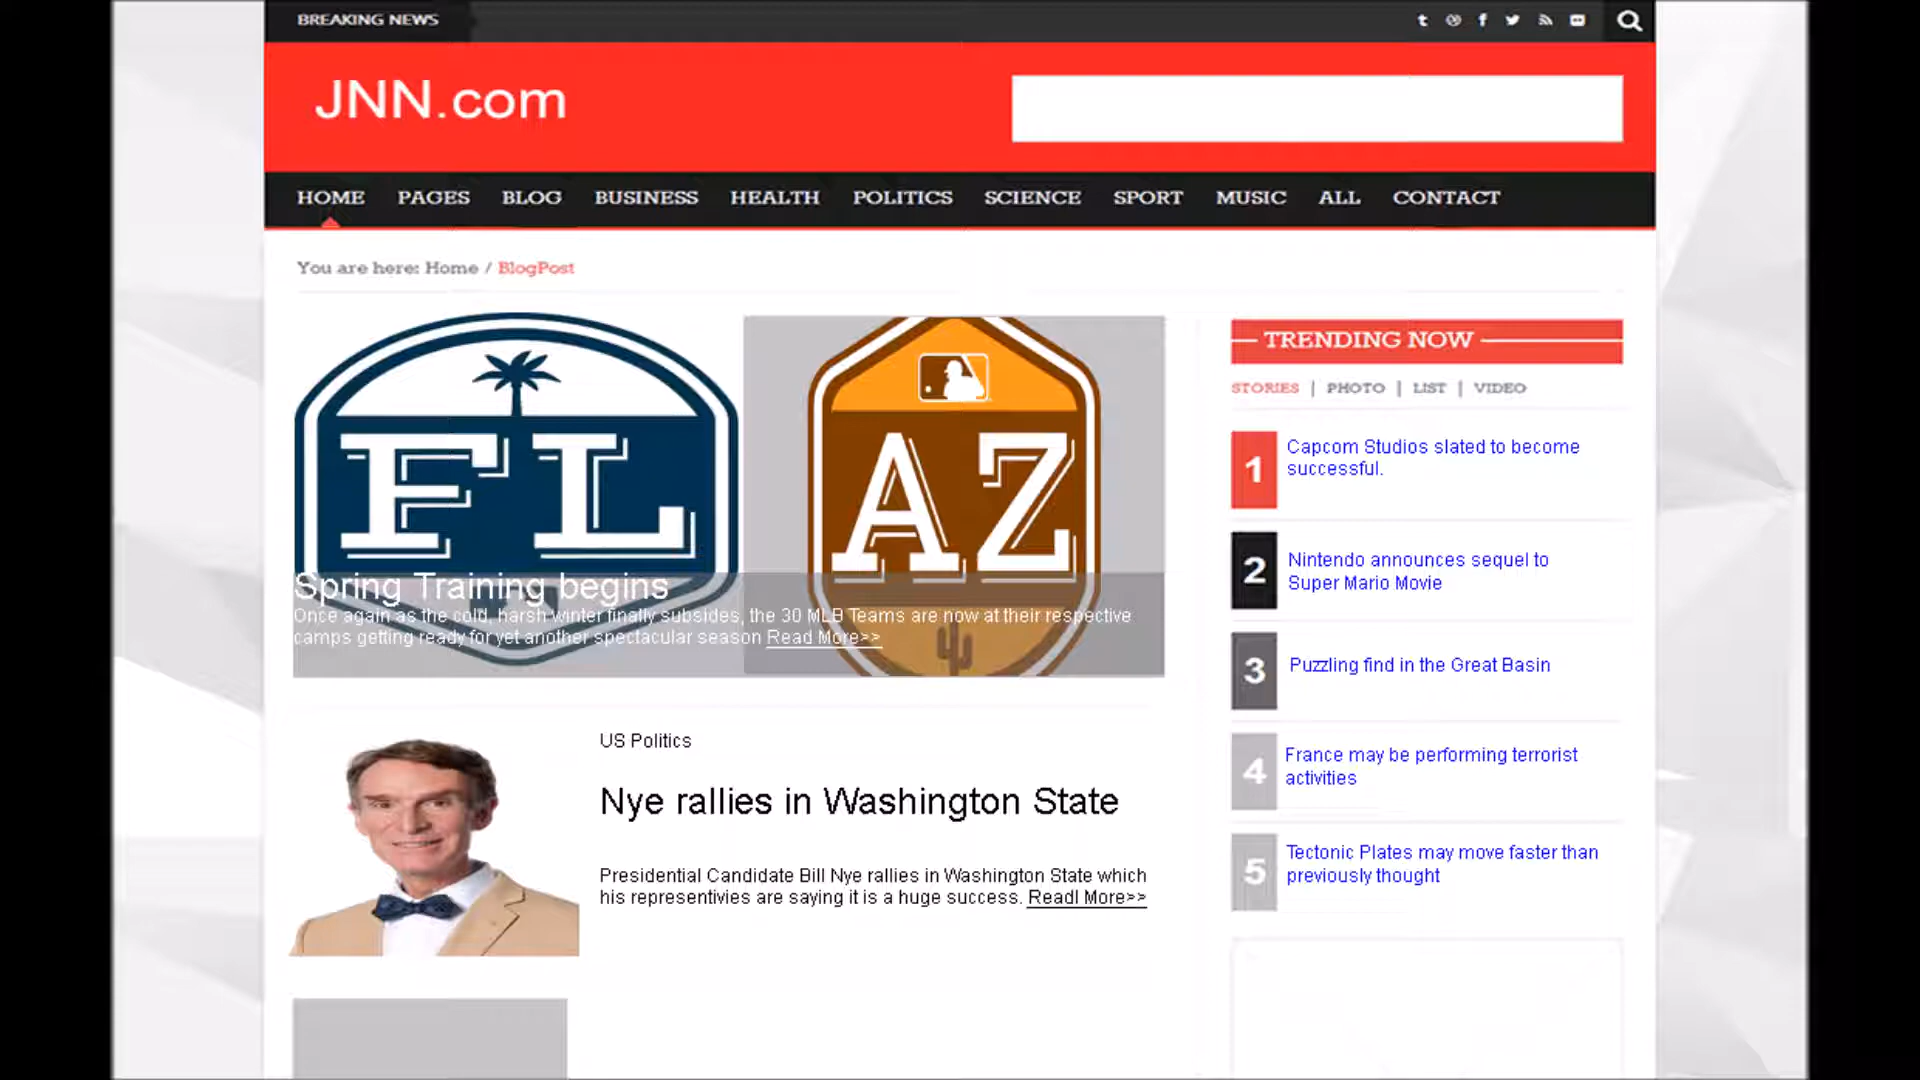 BREAKING NEWS
JNN.com
HOME PAGES BLOG BUSINESS HEALTH POLITICS SCIENCE SPORT MUSIC ALL CONTACT
You are here: Home / BlogPost
FL
AZ
Spring Training begins
Once again as the cold, harsh winter finally subsides, the 30 MLB Teams are now at their respective
camps getting ready for yet another spectacular season Read More>>
US Politics
Nye rallies in Washington State
Presidential Candidate Bill Nye rallies in Washington State which
his representivies are saying it is a huge success. Readl More>>
TRENDING NOW
STORIES | PHOTO | LIST | VIDEO
1
Capcom Studios slated to become
successful.
2
Nintendo announces sequel to
Super Mario Movie
3
Puzzling find in the Great Basin
4
France may be performing terrorist
activities
5
Tectonic Plates may move faster than
previously thought